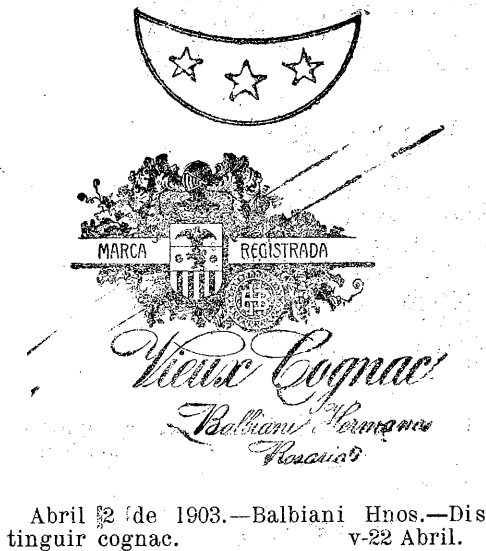 MARCA REGISTRADA
Vieux Cognac
Balbiani Hermanos
Rosario
Abril 2 de 1903.—Balbiani Hnos.—Dis
tinguir cognac. v-22 Abril.